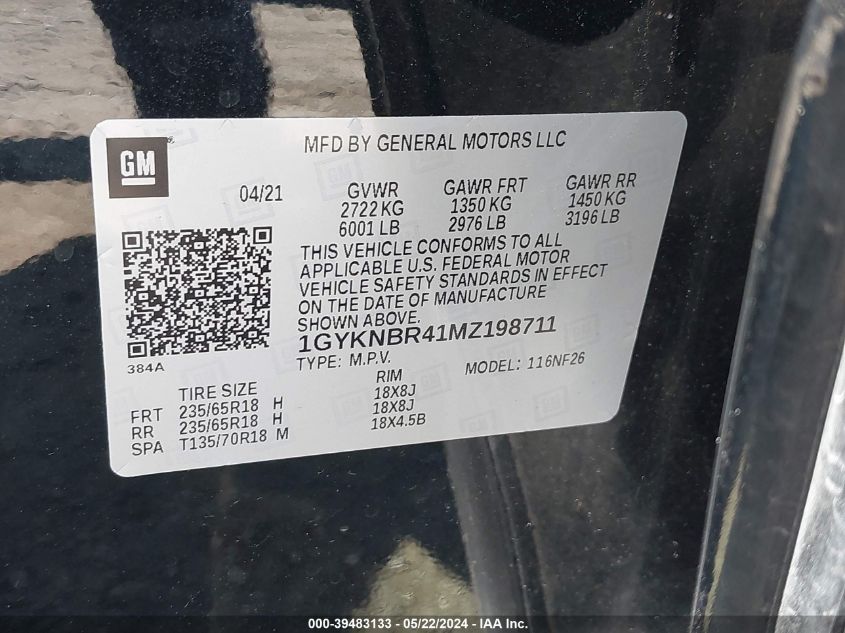 GM
MFD BY GENERAL MOTORS LLC
04/21
GVWR
2722 KG
6001 LB
GAWR FRT
1350 KG
2976 LB
GAWR RR
1450 KG
3196 LB
THIS VEHICLE CONFORMS TO ALL
APPLICABLE U.S. FEDERAL MOTOR
VEHICLE SAFETY STANDARDS IN EFFECT
ON THE DATE OF MANUFACTURE
SHOWN ABOVE.
1GYKNBR41MZ198711
TYPE: M.P.V.
MODEL: 116NF26
384A
TIRE SIZE RIM
FRT 235/65R18 H 18X8J
RR 235/65R18 H 18X8J
SPA T135/70R18 M 18X4.5B
000-39483133 - 05/22/2024 - IAA Inc.